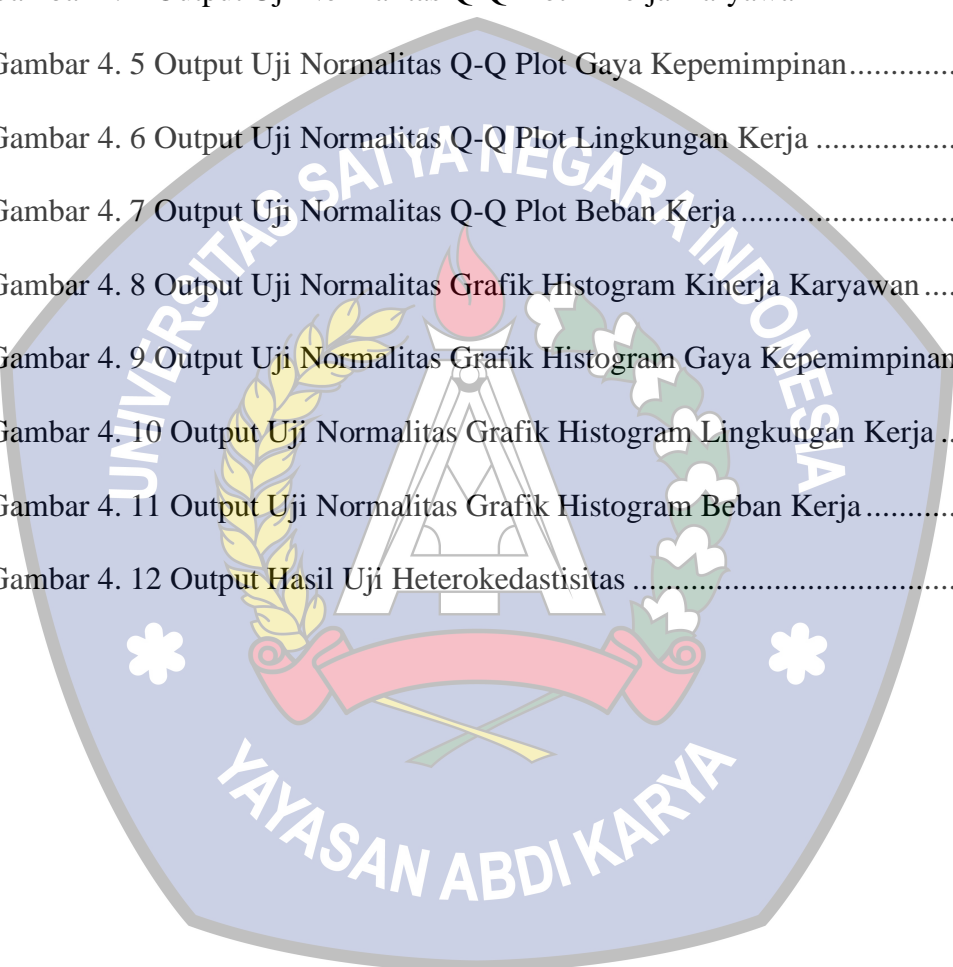 Gambar 4. 5 Output Uji Normalitas Q-Q Plot Gaya Kepemimpinan.............
Gambar 4. 6 Output Uji Normalitas Q-Q Plot Lingkungan Kerja .................
Gambar 4. 7 Output Uji Normalitas Q-Q Plot Beban Kerja..........................
Gambar 4. 8 Output Uji Normalitas Grafik Histogram Kinerja Karyawan....
Gambar 4. 9 Output Uji Normalitas Grafik Histogram Gaya Kepemimpinan
Gambar 4. 10 Output Uji Normalitas Grafik Histogram Lingkungan Kerja ..
Gambar 4. 11 Output Uji Normalitas Grafik Histogram Beban Kerja...........
Gambar 4. 12 Output Hasil Uji Heterokedastisitas .......................................
UNIVERSITAS SATYA NEGARA INDONESIA
YAYASAN ABDI KARYA